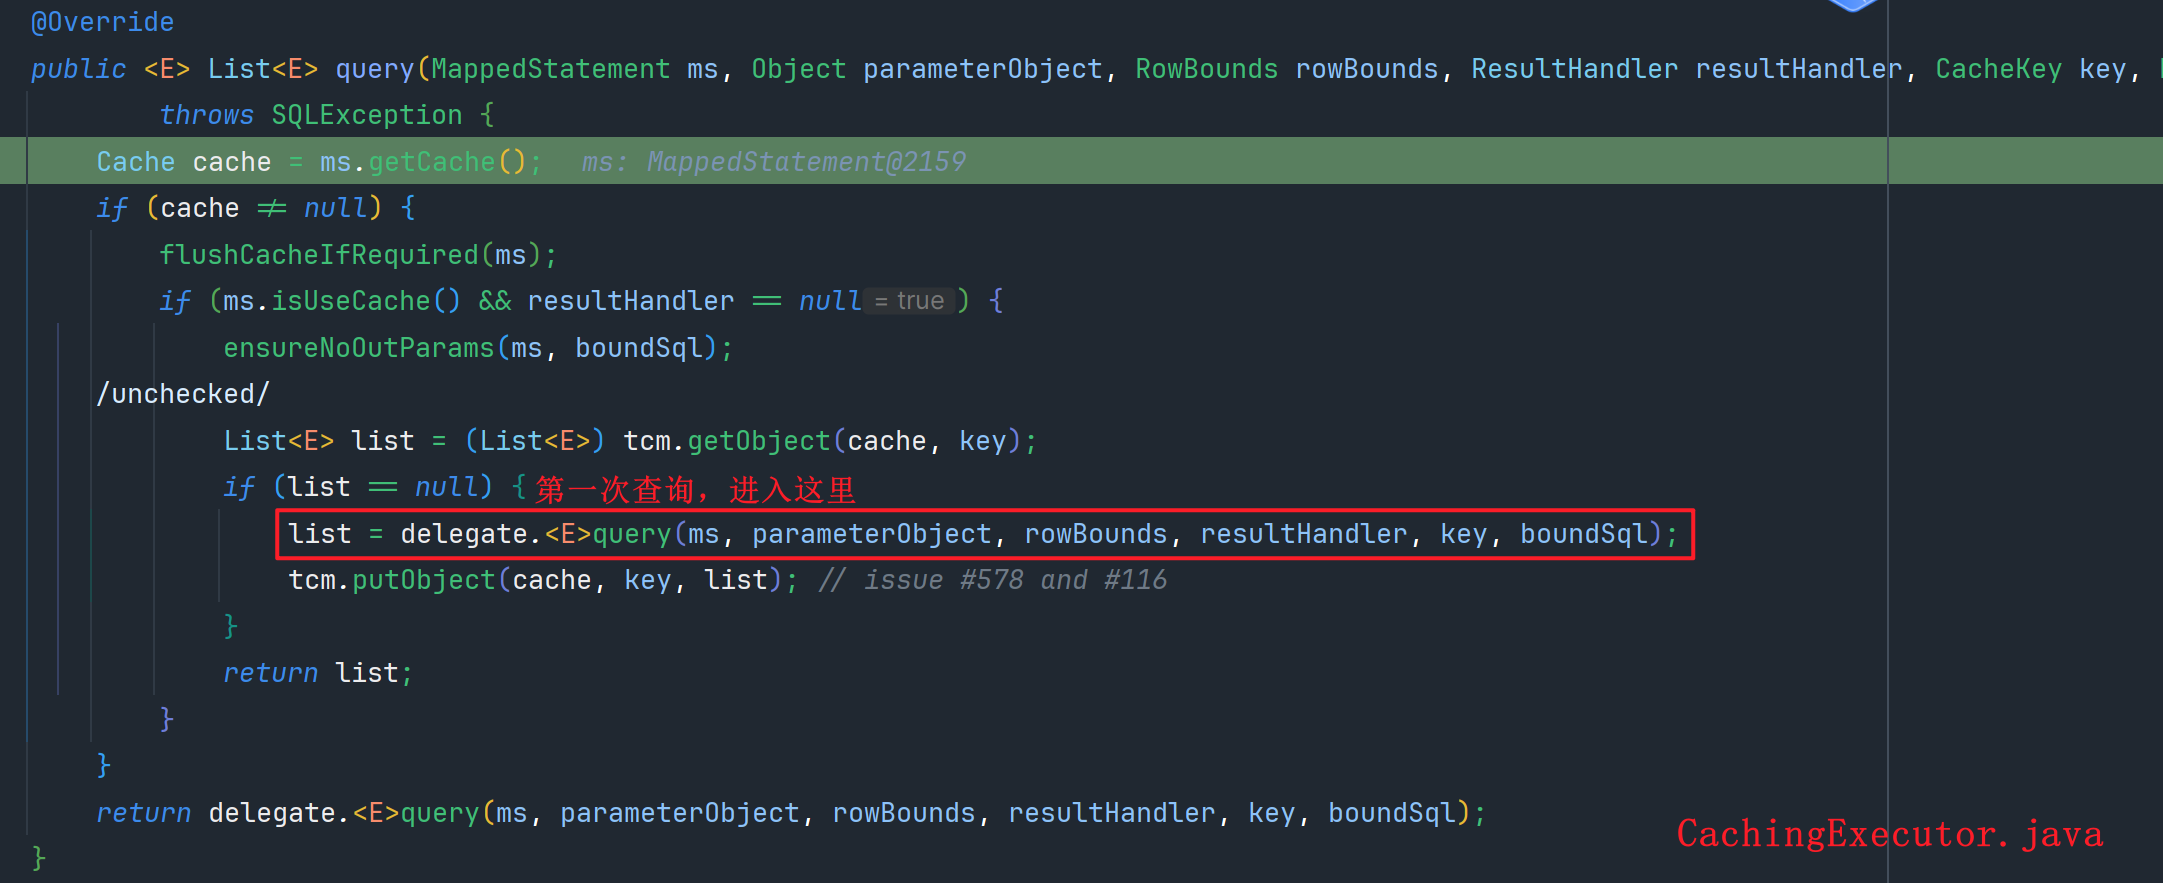 @Override
public <E> List<E> query(MappedStatement ms, Object parameterObject, RowBounds rowBounds, ResultHandler resultHandler, CacheKey key,
throws SQLException {
Cache cache = ms.getCache(); ms: MappedStatement@2159
if (cache ≠ null) {
flushCacheIfRequired(ms);
if (ms.isUseCache() && resultHandler == null = true ) {
ensureNoOutParams(ms, boundSql);
/unchecked/
List<E> list = (List<E>) tcm.getObject(cache, key);
if (list == null) { 第一次查询，进入这里
list = delegate.<E>query(ms, parameterObject, rowBounds, resultHandler, key, boundSql);
tcm.putObject(cache, key, list); // issue #578 and #116
}
return list;
}
}
return delegate.<E>query(ms, parameterObject, rowBounds, resultHandler, key, boundSql);
CachingExecutor.java
}